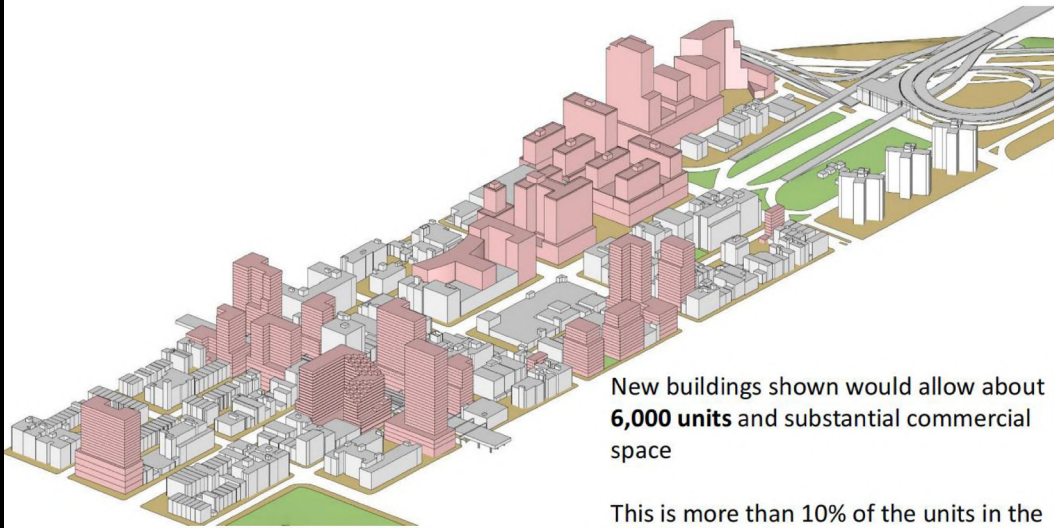 New buildings shown would allow about
6,000 units and substantial commercial
space
This is more than 10% of the units in the